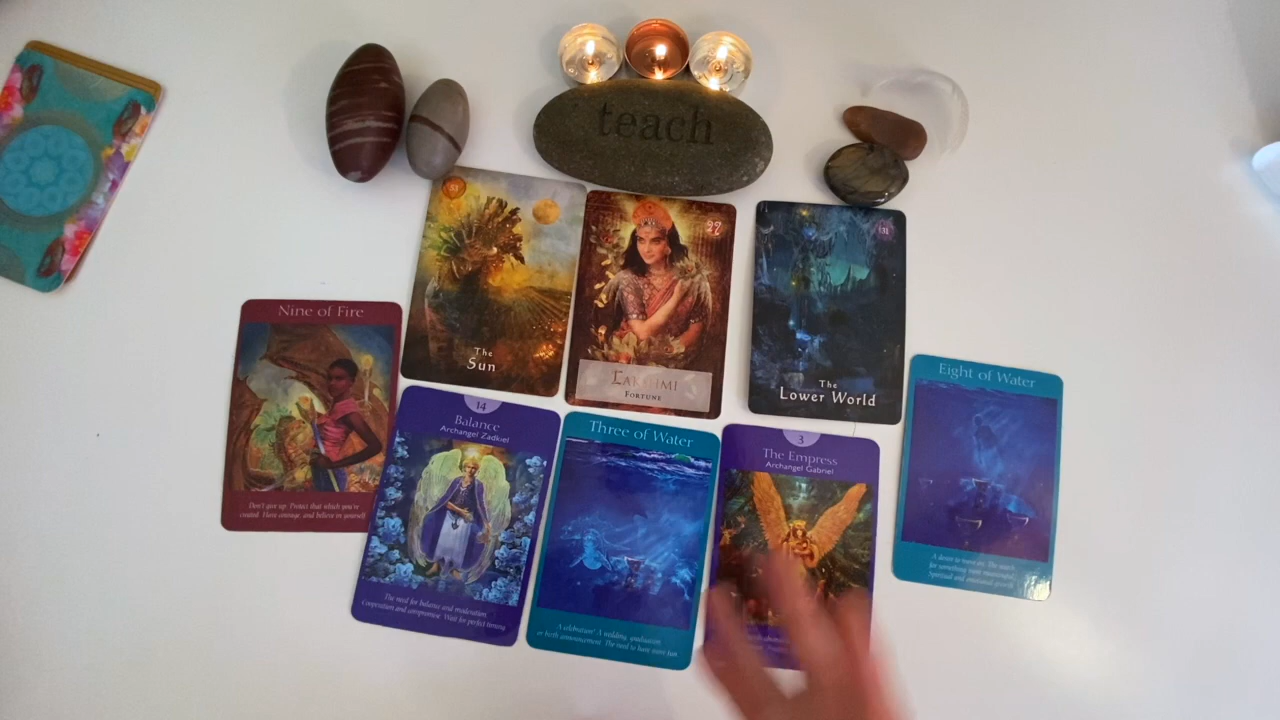 teach
53
The
Sun
27
LAKSHMI
FORTUNE
The
Lower World
Nine of Fire
Don't give up. Protect that which you've
created. Have courage and believe in yourself.
14
Balance
Archangel Zadkiel
The need for balance and moderation.
Cooperation and compromise. Wait for perfect timing.
Three of Water
A celebration! A wedding, graduation,
or birth announcement. The need to have more fun.
3
The Empress
Archangel Gabriel
Eight of Water
A desire to move on. The search
for something more meaningful.
Spiritual and emotional growth.